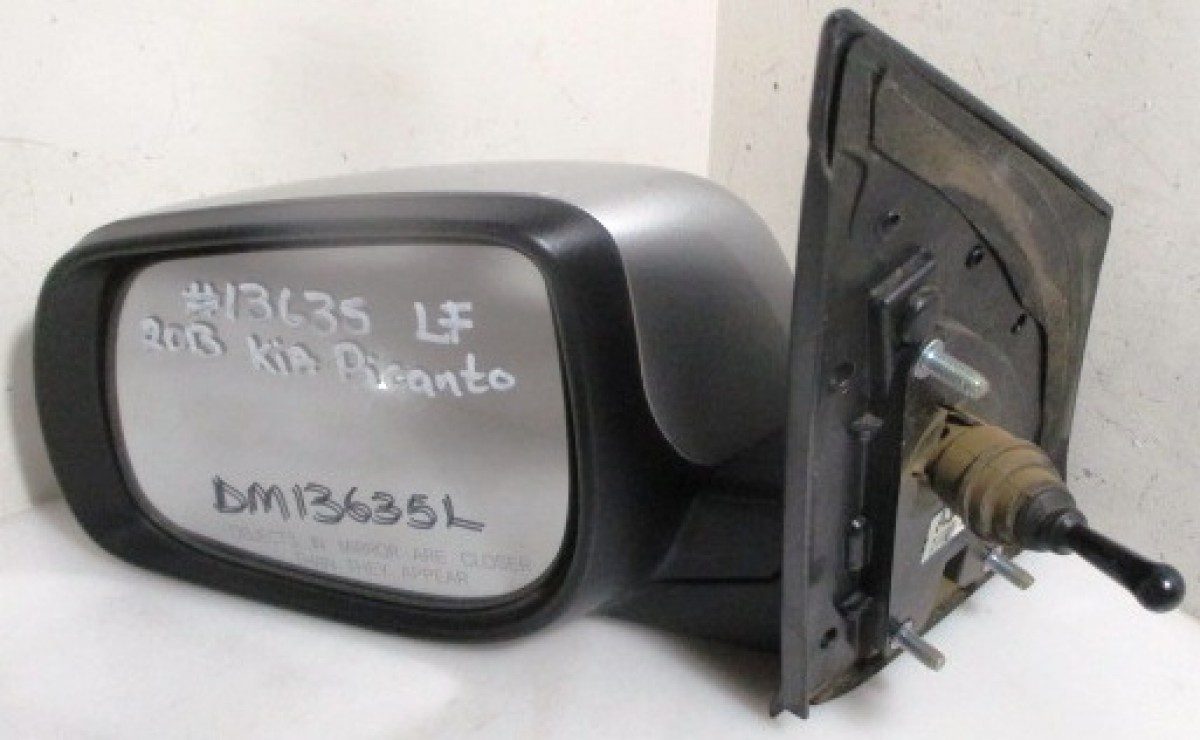 #13635 LF
2013 Kia Picanto
DM13635L
OBJECTS IN MIRROR ARE CLOSER
THAN THEY APPEAR